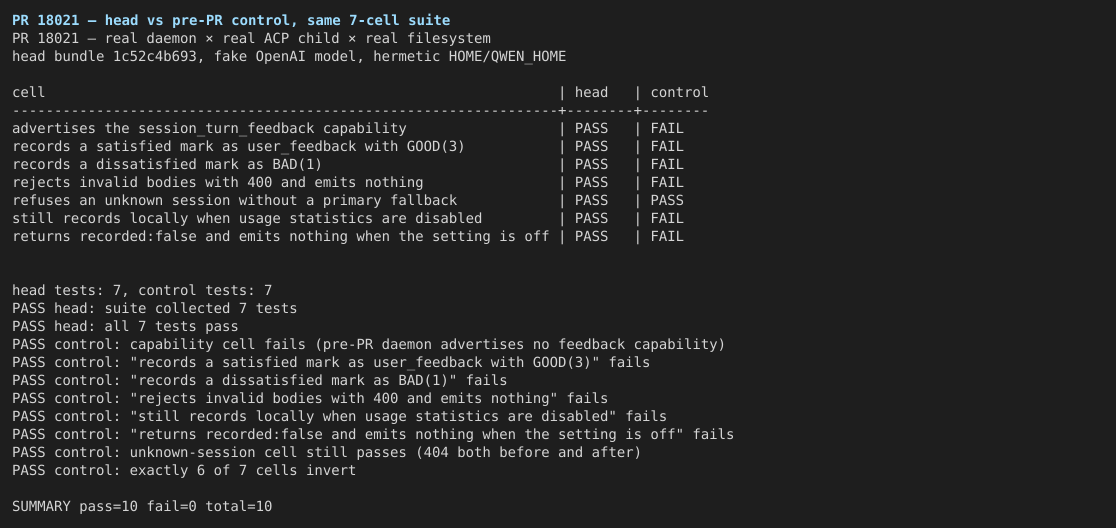 PR 18021 — head vs pre-PR control, same 7-cell suite
PR 18021 — real daemon × real ACP child × real filesystem
head bundle 1c52c4b693, fake OpenAI model, hermetic HOME/QWEN_HOME
cell | head | control
-----------------------------------------------------------------+--------+--------
advertises the session_turn_feedback capability | PASS | FAIL
records a satisfied mark as user_feedback with GOOD(3) | PASS | FAIL
records a dissatisfied mark as BAD(1) | PASS | FAIL
rejects invalid bodies with 400 and emits nothing | PASS | FAIL
refuses an unknown session without a primary fallback | PASS | PASS
still records locally when usage statistics are disabled | PASS | FAIL
returns recorded:false and emits nothing when the setting is off | PASS | FAIL
head tests: 7, control tests: 7
PASS head: suite collected 7 tests
PASS head: all 7 tests pass
PASS control: capability cell fails (pre-PR daemon advertises no feedback capability)
PASS control: "records a satisfied mark as user_feedback with GOOD(3)" fails
PASS control: "records a dissatisfied mark as BAD(1)" fails
PASS control: "rejects invalid bodies with 400 and emits nothing" fails
PASS control: "still records locally when usage statistics are disabled" fails
PASS control: "returns recorded:false and emits nothing when the setting is off" fails
PASS control: unknown-session cell still passes (404 both before and after)
PASS control: exactly 6 of 7 cells invert
SUMMARY pass=10 fail=0 total=10